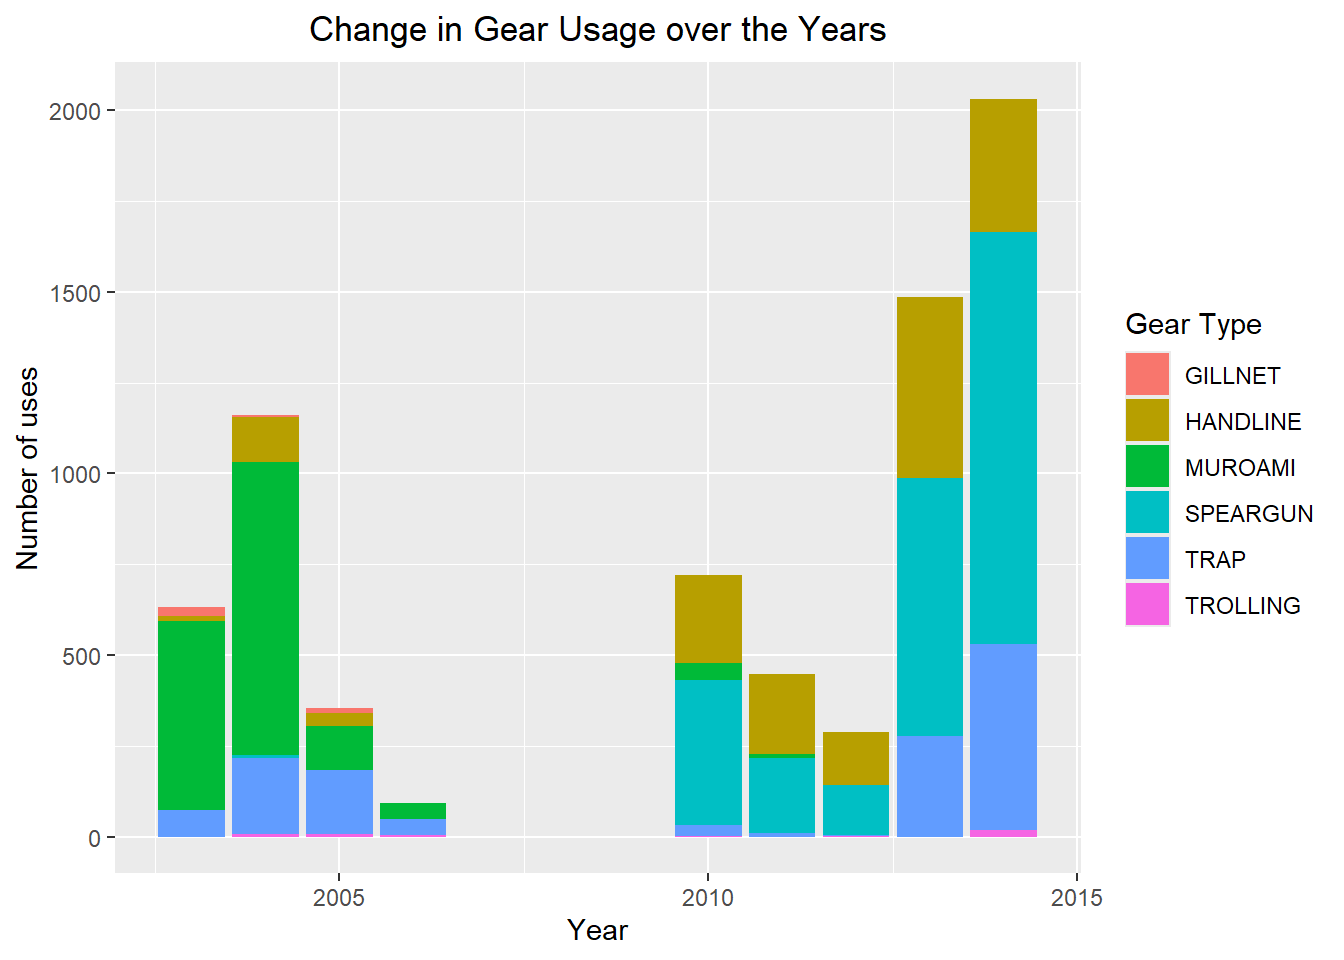 Change in Gear Usage over the Years
2000
1500
1000
500
0
Number of uses
2005
2010
2015
Year
Gear Type
GILLNET
HANDLINE
MUROAMI
SPEARGUN
TRAP
TROLLING